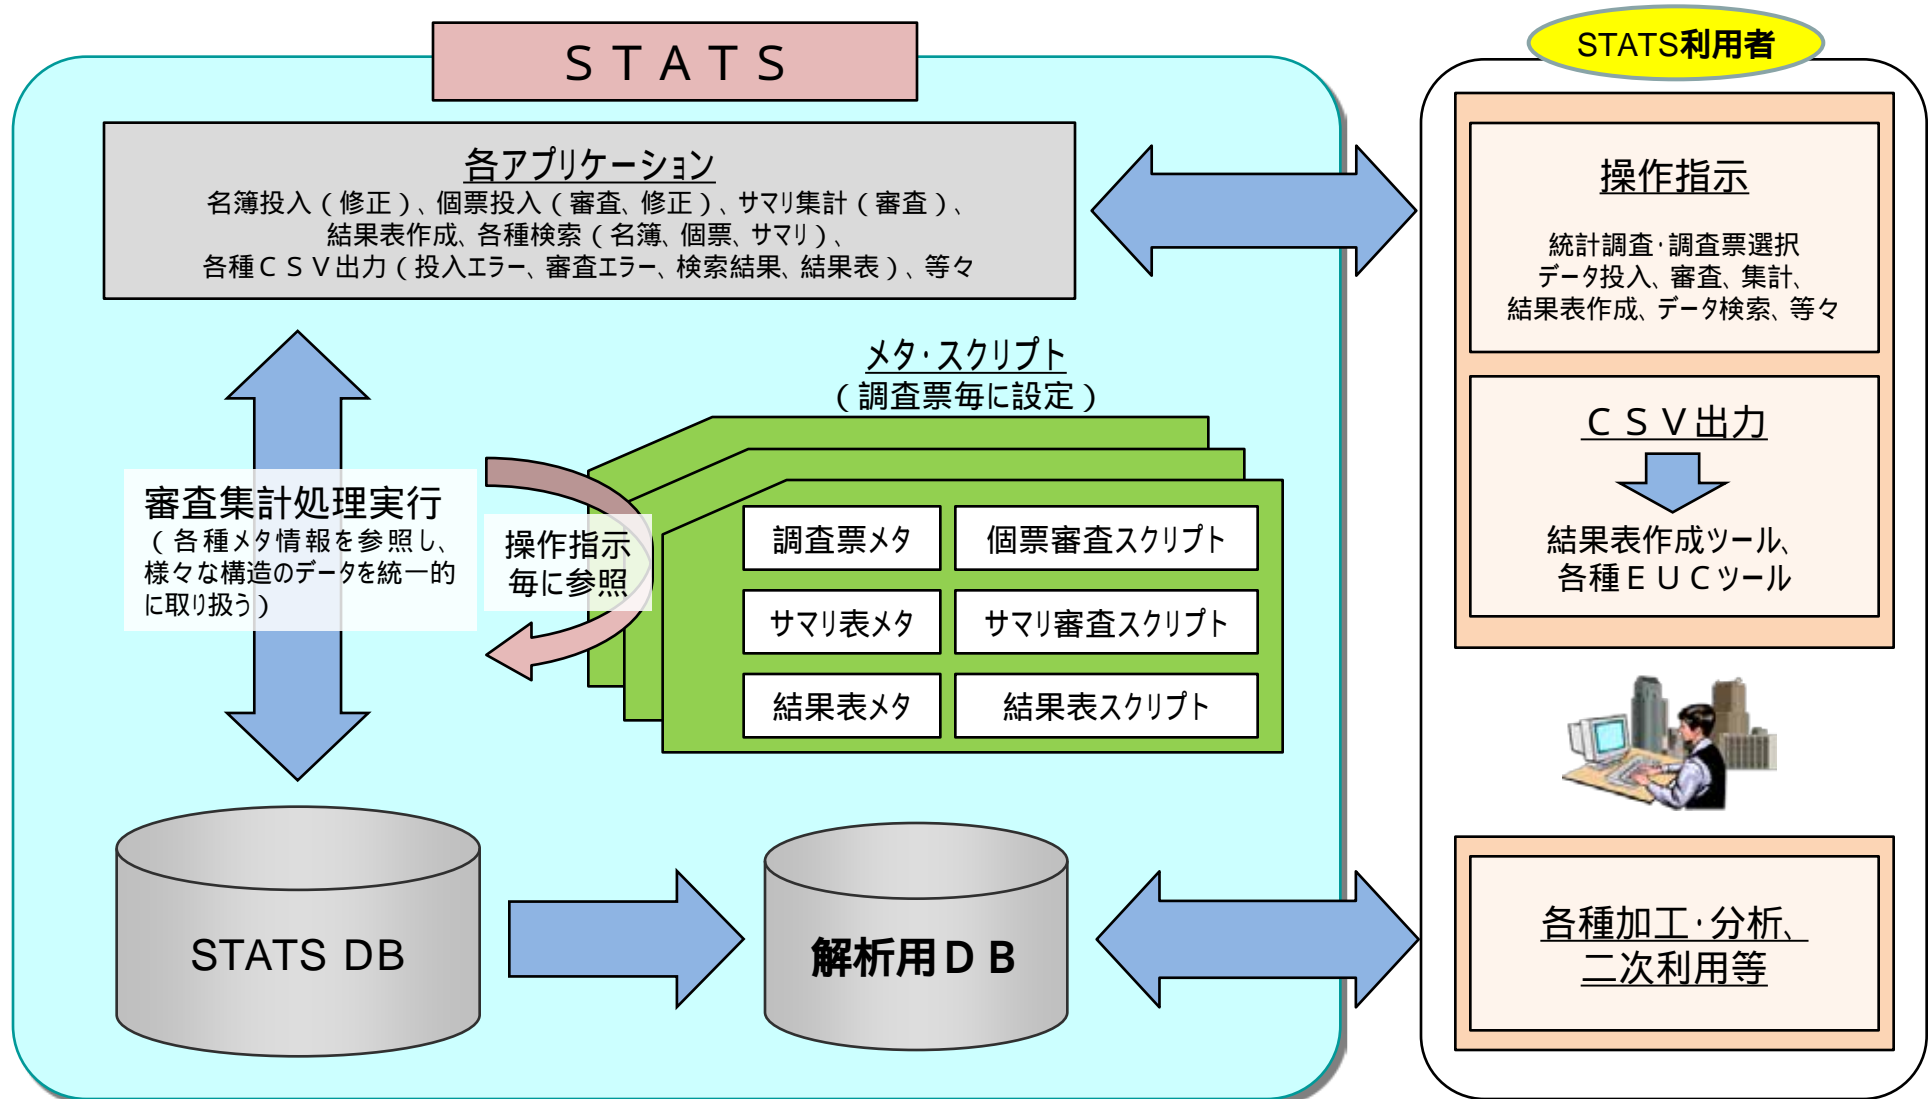 ＳＴＡＴＳ
各アプリケーション
名簿投入（修正）、個票投入（審査、修正）、サマリ集計（審査）、
結果表作成、各種検索（名簿、個票、サマリ）、
各種ＣＳＶ出力（投入エラー、審査エラー、検索結果、結果表）、等々
メタ・スクリプト
（調査票毎に設定）
審査集計処理実行
（各種メタ情報を参照し、
様々な構造のデータを統一的
に取り扱う）
操作指示
毎に参照
調査票メタ
個票審査スクリプト
サマリ表メタ
サマリ審査スクリプト
結果表メタ
結果表スクリプト
STATS DB
解析用ＤＢ
STATS利用者
操作指示
統計調査・調査票選択
データ投入、審査、集計、
結果表作成、データ検索、等々
ＣＳＶ出力
結果表作成ツール、
各種ＥＵＣツール
各種加工・分析、
二次利用等